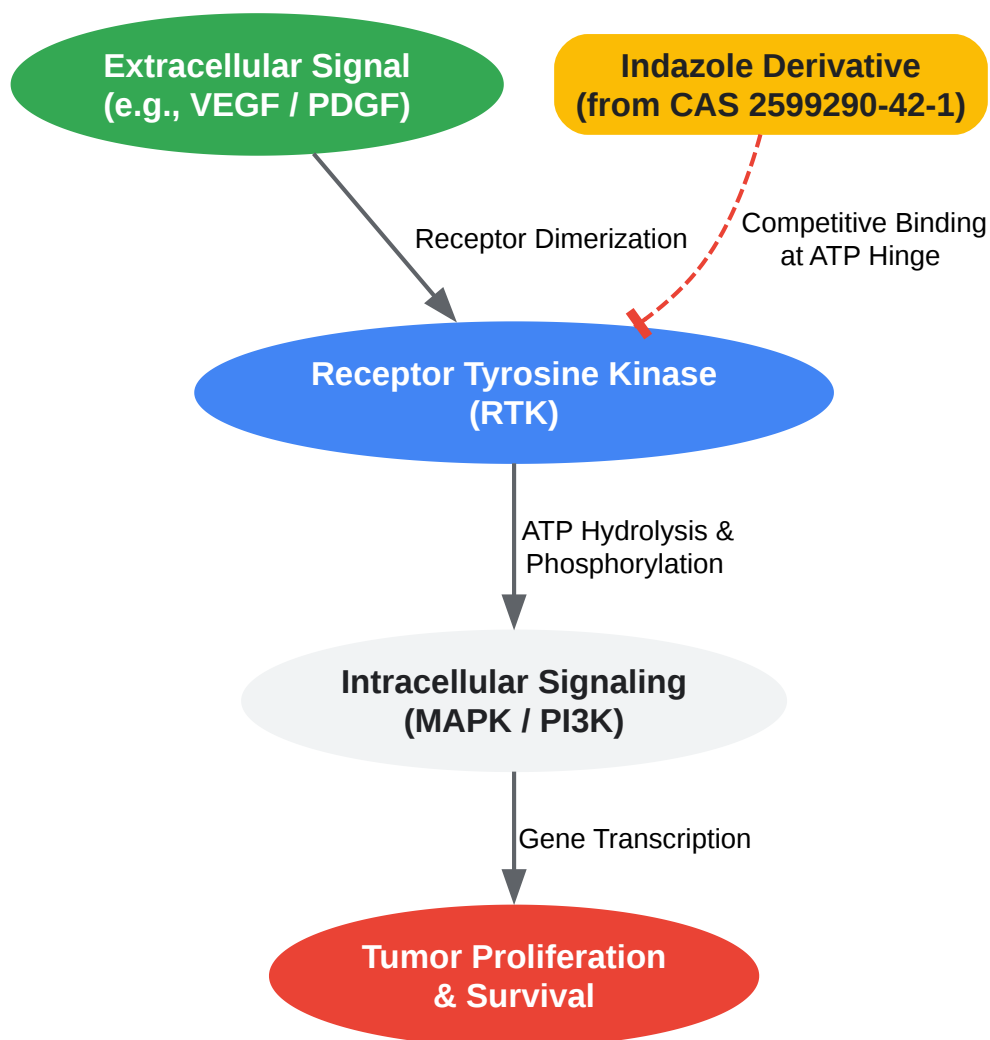 Extracellular Signal
(e.g., VEGF / PDGF)
Indazole Derivative
(from CAS 2599290-42-1)
Receptor Dimerization
Competitive Binding
at ATP Hinge
Receptor Tyrosine Kinase
(RTK)
ATP Hydrolysis &
Phosphorylation
Intracellular Signaling
(MAPK / PI3K)
Gene Transcription
Tumor Proliferation
& Survival